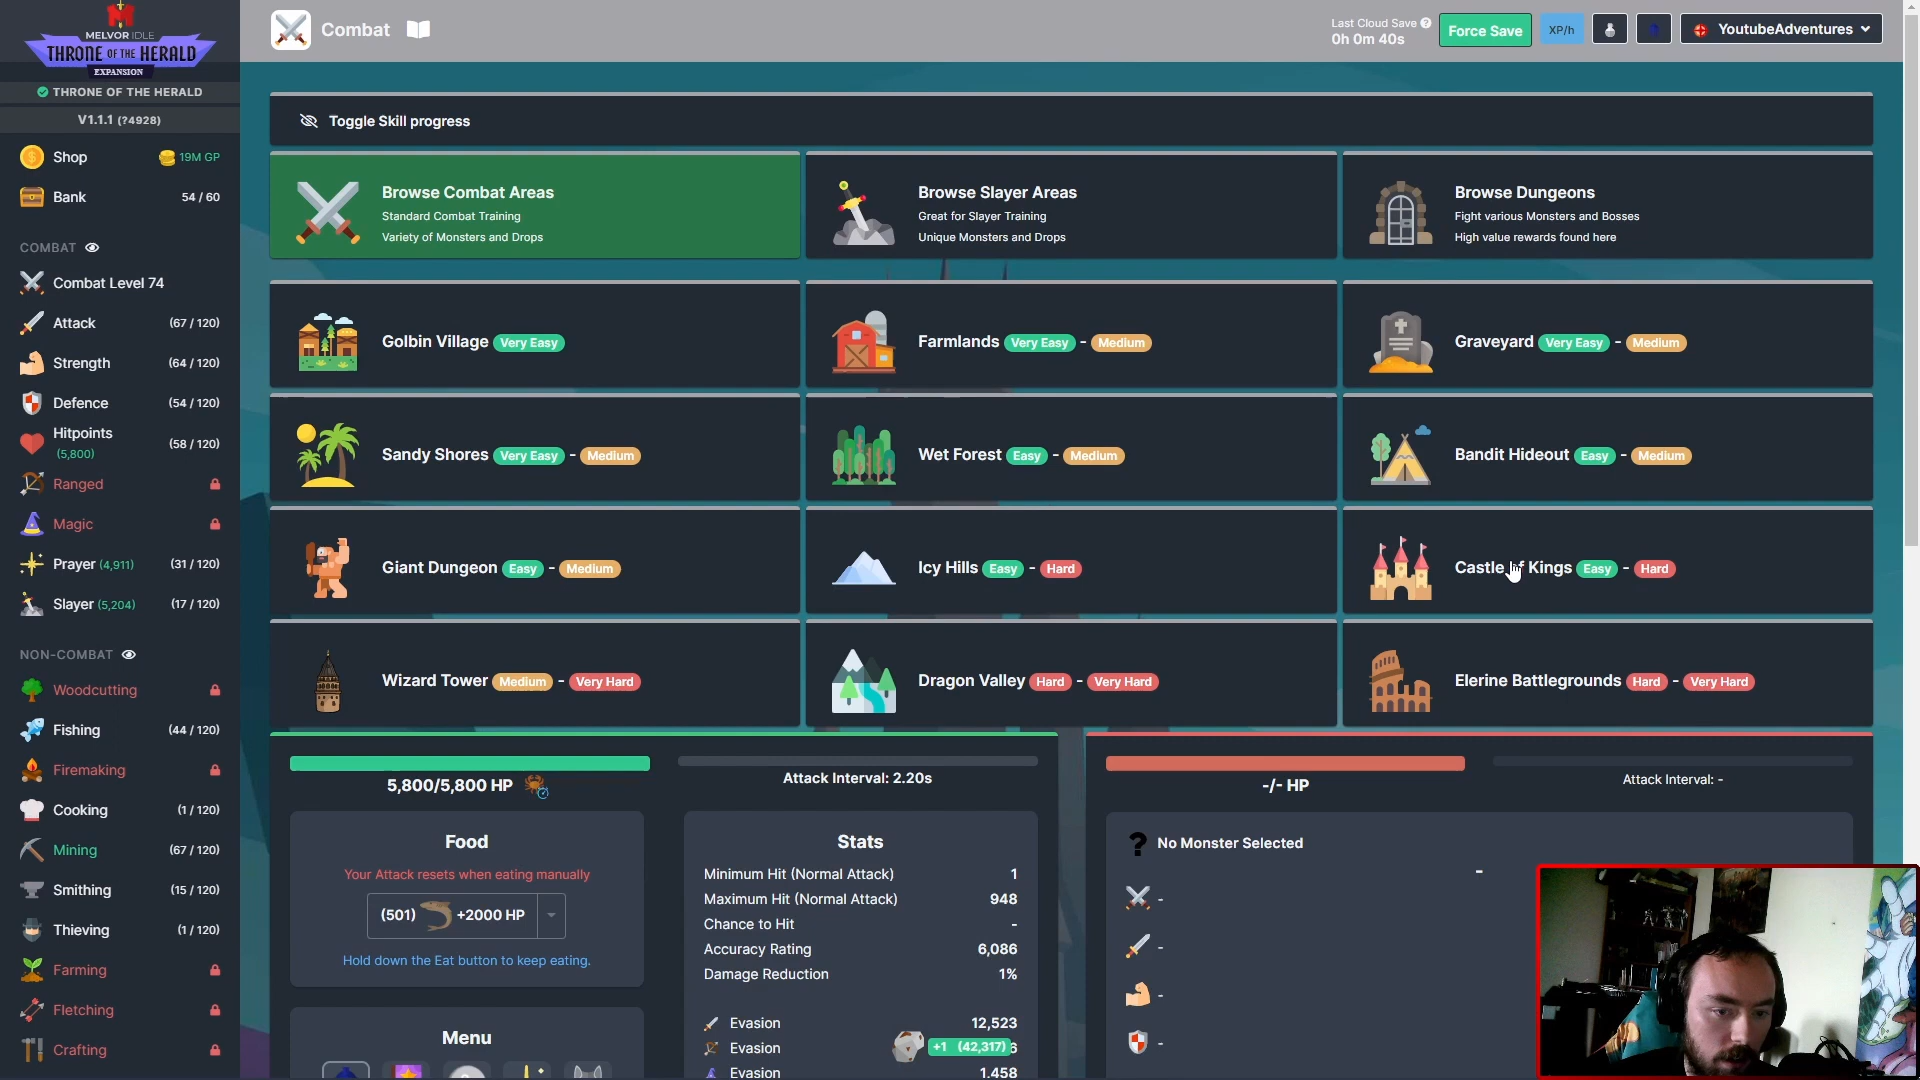 MELVOR IDLE
THRONE OF THE HERALD
EXPANSION
THRONE OF THE HERALD
V1.1.1 (?4928)
Shop 19M GP
Bank 54 / 60
COMBAT
Combat Level 74
Attack (67 / 120)
Strength (64 / 120)
Defence (54 / 120)
Hitpoints (5,800) (58 / 120)
Ranged
Magic
Prayer (4,911) (31 / 120)
Slayer (5,204) (17 / 120)
NON-COMBAT
Woodcutting
Fishing (44 / 120)
Firemaking
Cooking (1 / 120)
Mining (67 / 120)
Smithing (15 / 120)
Thieving (1 / 120)
Farming
Fletching
Crafting
Combat
Last Cloud Save
0h 0m 40s
Force Save
XP/h
YoutubeAdventures
Toggle Skill progress
Browse Combat Areas
Standard Combat Training
Variety of Monsters and Drops
Browse Slayer Areas
Great for Slayer Training
Unique Monsters and Drops
Browse Dungeons
Fight various Monsters and Bosses
High value rewards found here
Golbin Village Very Easy
Farmlands Very Easy - Medium
Graveyard Very Easy - Medium
Sandy Shores Very Easy - Medium
Wet Forest Easy - Medium
Bandit Hideout Easy - Medium
Giant Dungeon Easy - Medium
Icy Hills Easy - Hard
Castle of Kings Easy - Hard
Wizard Tower Medium - Very Hard
Dragon Valley Hard - Very Hard
Elerine Battlegrounds Hard - Very Hard
5,800/5,800 HP
Attack Interval: 2.20s
Food
Your Attack resets when eating manually
(501) +2000 HP
Hold down the Eat button to keep eating.
Menu
Stats
Minimum Hit (Normal Attack) 1
Maximum Hit (Normal Attack) 948
Chance to Hit -
Accuracy Rating 6,086
Damage Reduction 1%
Evasion 12,523
Evasion 6
Evasion 1,458
+1 (42,317)
-/- HP
Attack Interval: -
? No Monster Selected
-
-
-
-
-